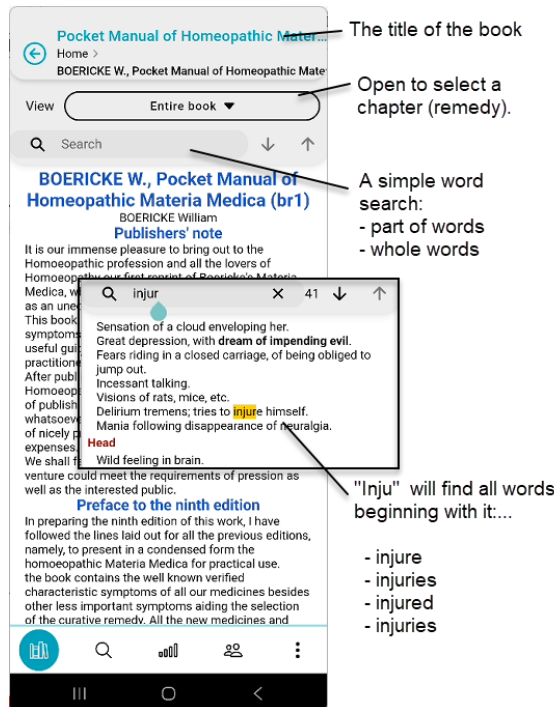 Pocket Manual of Homeopathic Mater...
Home >
BOERICKE W., Pocket Manual of Homeopathic Mate
View
Entire book
Search
BOERICKE W., Pocket Manual of
Homeopathic Materia Medica (br1)
BOERICKE William
Publishers' note
It is our immense pleasure to bring out to the
Homoeopathic profession and all the lovers of
Homoeopathy our first reprint of Boericke's Materia
Medica, w
as an une
This book
symptoms
useful gui
practitione
After publ
Homoeop
of publish
whatsoeve
of nicely p
expenses.
We shall f
venture could meet the requirements of pression as
well as the interested public.
Preface to the ninth edition
In preparing the ninth edition of this work, I have
followed the lines laid out for all the previous editions,
namely, to present in a condensed form the
homoeopathic Materia Medica for practical use.
the book contains the well known verified
characteristic symptoms of all our medicines besides
other less important symptoms aiding the selection
of the curative remedy. All the new medicines and
injur
41
Sensation of a cloud enveloping her.
Great depression, with dream of impending evil.
Fears riding in a closed carriage, of being obliged to
jump out.
Incessant talking.
Visions of rats, mice, etc.
Delirium tremens; tries to injure himself.
Mania following disappearance of neuralgia.
Head
Wild feeling in brain.
The title of the book
Open to select a
chapter (remedy).
A simple word
search:
- part of words
- whole words
"Inju" will find all words
beginning with it:...
- injure
- injuries
- injured
- injuries